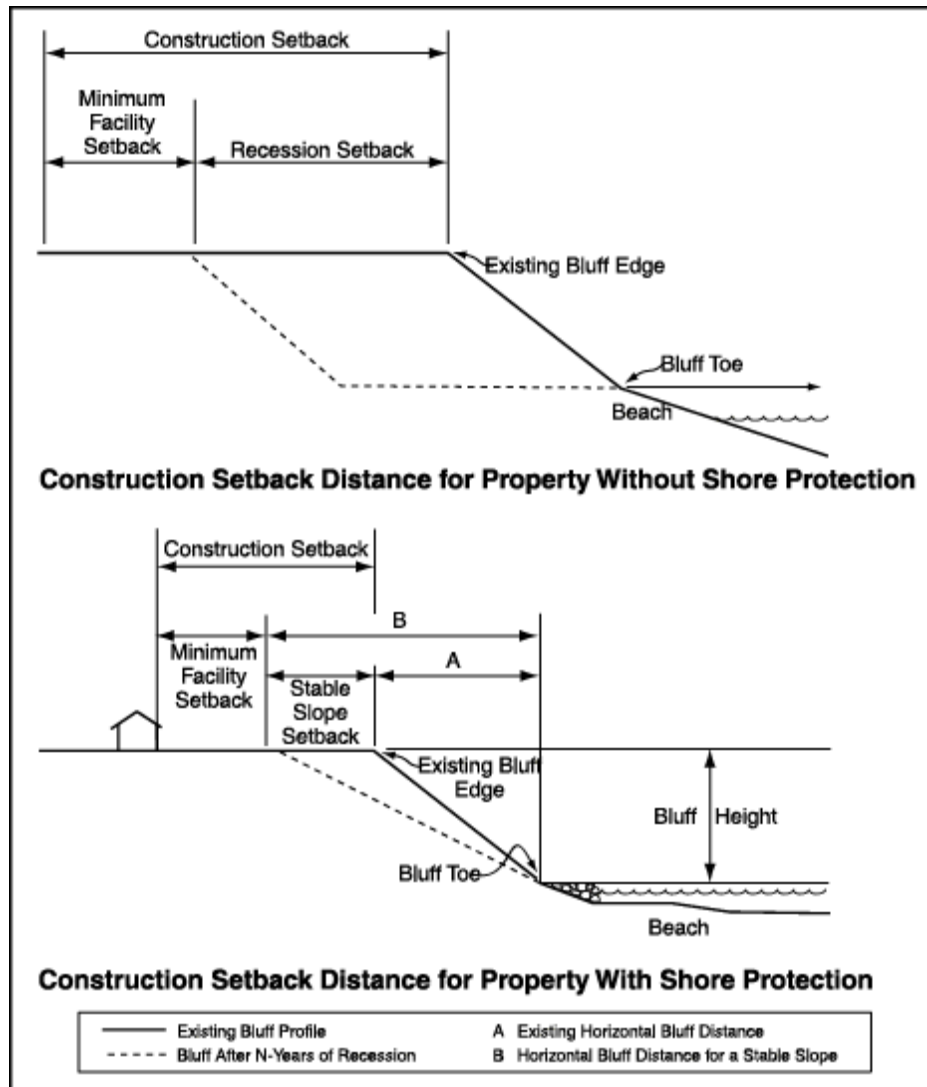 Construction Setback
Minimum
Facility
Setback
Recession Setback
Existing Bluff Edge
Bluff Toe
Beach
Construction Setback Distance for Property Without Shore Protection
Construction Setback
B
Minimum
Facility
Setback
A
Stable
Slope
Setback
Existing Bluff
Edge
Bluff Height
Bluff Toe
Beach
Construction Setback Distance for Property With Shore Protection
Existing Bluff Profile
A Existing Horizontal Bluff Distance
Bluff After N-Years of Recession
B Horizontal Bluff Distance for a Stable Slope